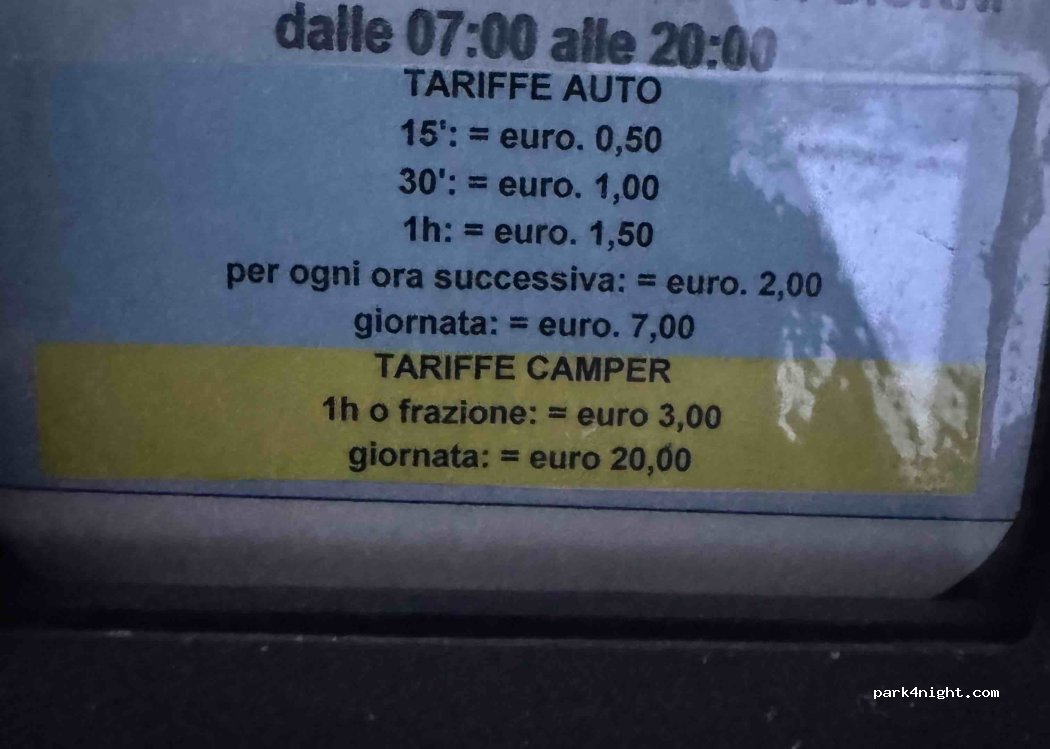 dalle 07:00 alle 20:00
TARIFFE AUTO
15': = euro. 0,50
30': = euro. 1,00
1h: = euro. 1,50
per ogni ora successiva: = euro. 2,00
giornata: = euro. 7,00
TARIFFE CAMPER
1h o frazione: = euro 3,00
giornata: = euro 20,00
park4night.com